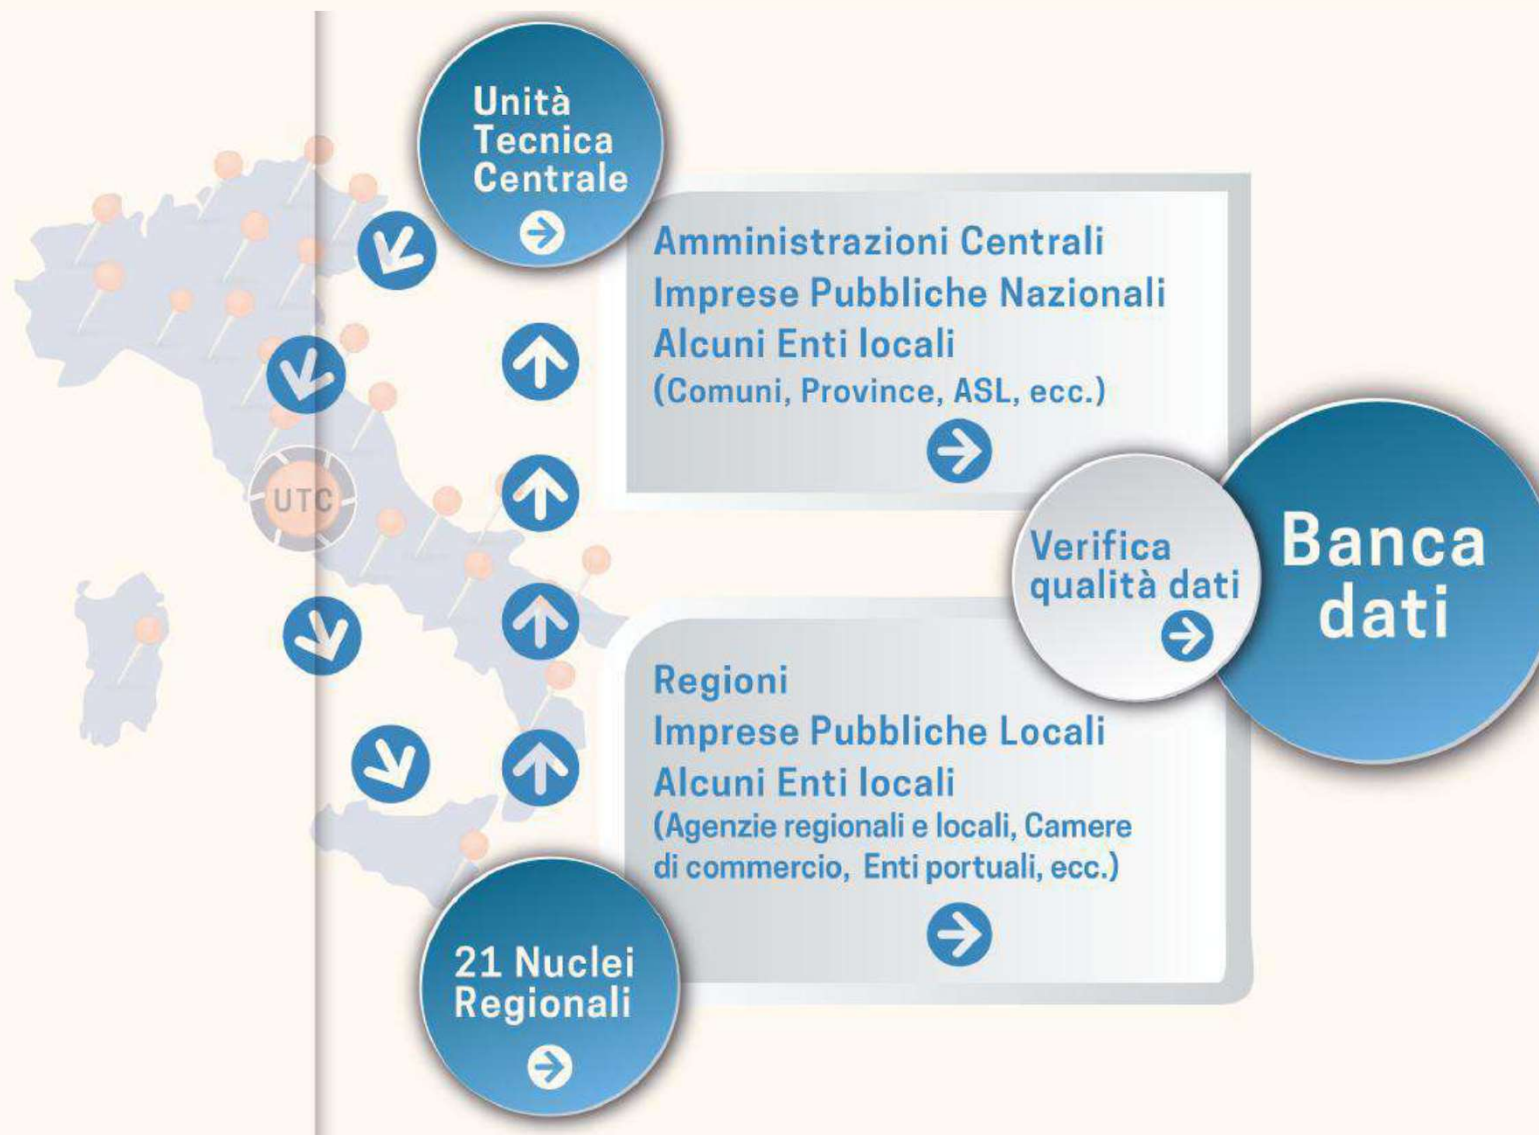 Unità
Tecnica
Centrale
Amministrazioni Centrali
Imprese Pubbliche Nazionali
Alcuni Enti locali
(Comuni, Province, ASL, ecc.)
UTC
Verifica
qualità dati
Banca
dati
Regioni
Imprese Pubbliche Locali
Alcuni Enti locali
(Agenzie regionali e locali, Camere
di commercio, Enti portuali, ecc.)
21 Nuclei
Regionali